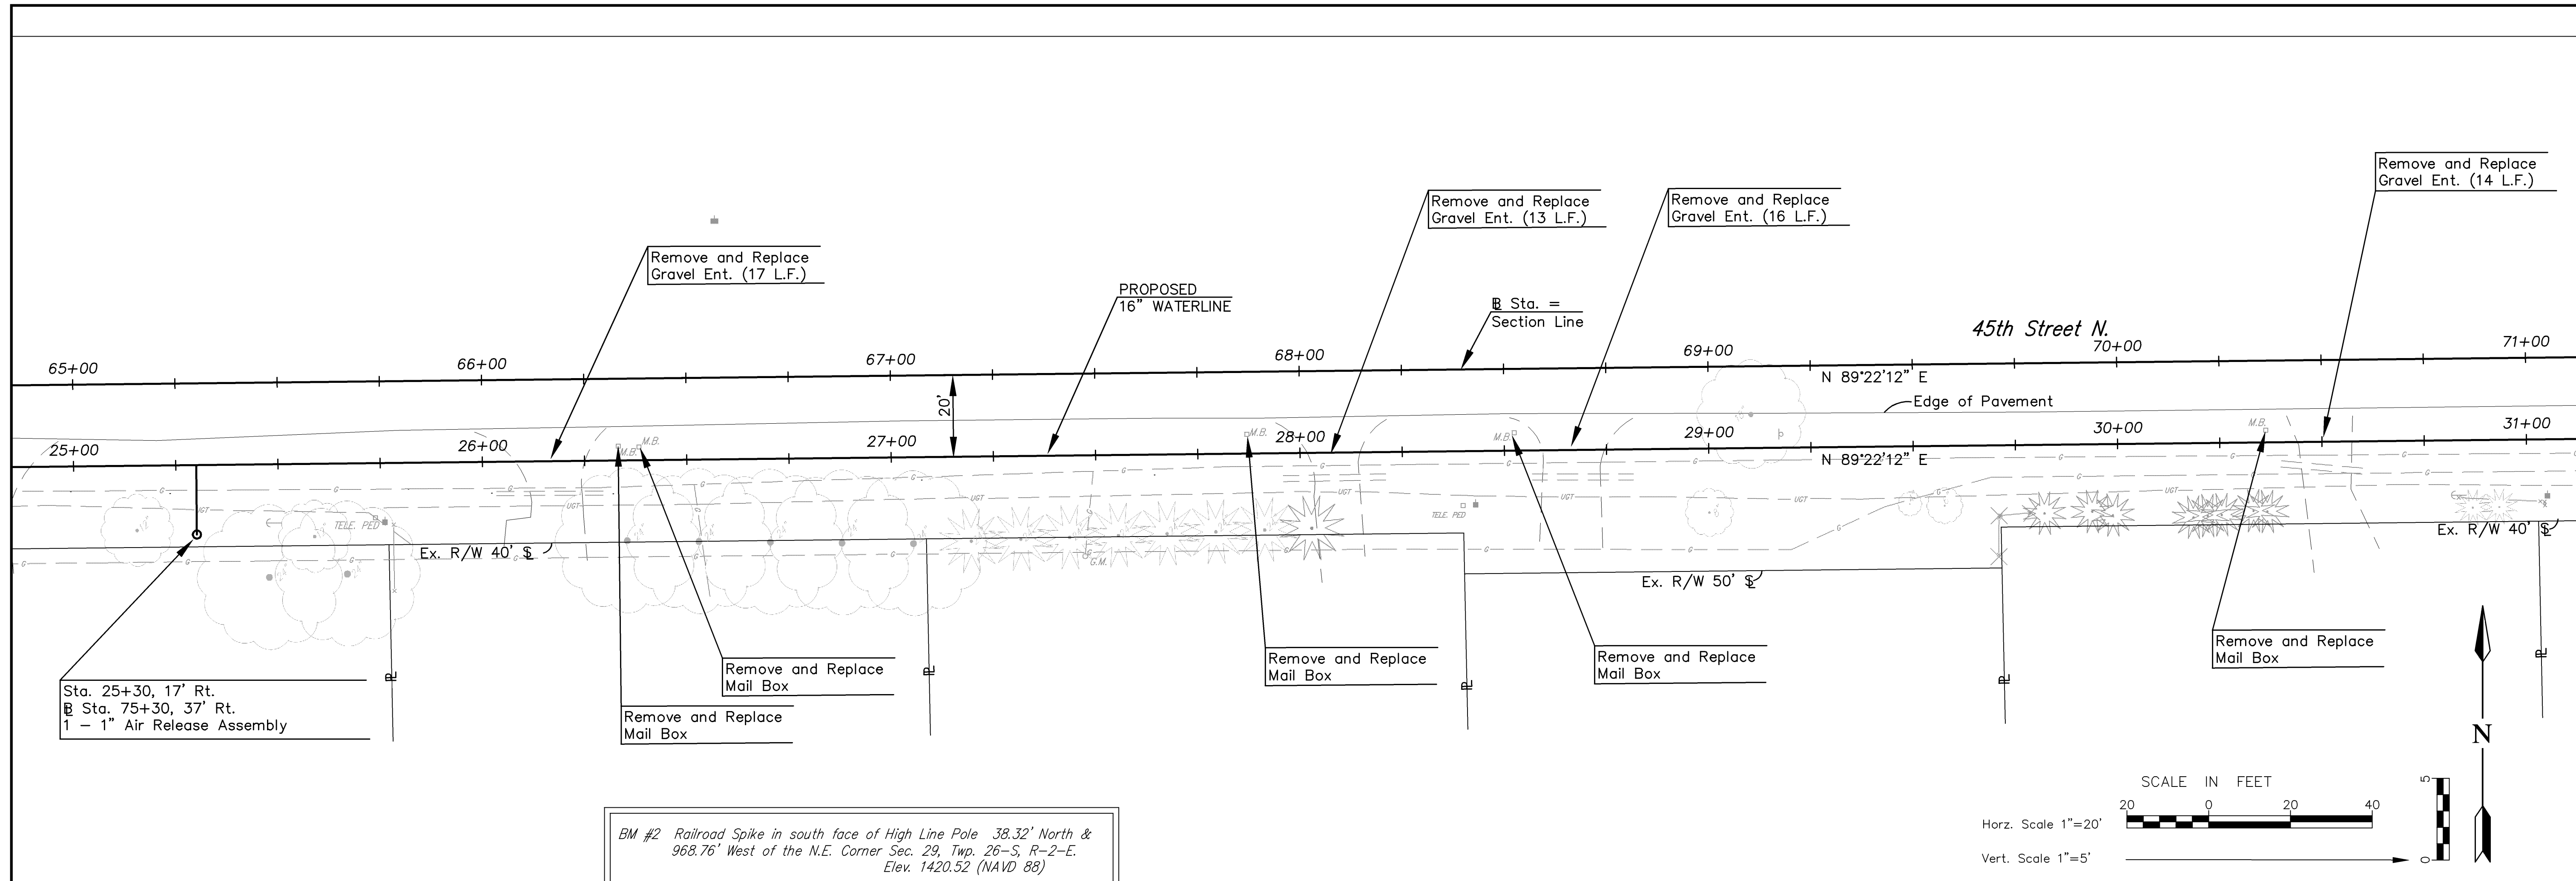 Remove and Replace
Gravel Ent. (14 L.F.)
Remove and Replace
Gravel Ent. (13 L.F.)
Remove and Replace
Gravel Ent. (16 L.F.)
Remove and Replace
Gravel Ent. (17 L.F.)
PROPOSED
16" WATERLINE
℄ Sta. =
Section Line
45th Street N.
65+00
66+00
67+00
68+00
69+00
70+00
71+00
N 89°22'12" E
20'
Edge of Pavement
25+00
26+00
27+00
28+00
29+00
30+00
31+00
M.B.
M.B.
M.B.
M.B.
M.B.
N 89°22'12" E
G G G G G G G G G
UGT UGT UGT UGT UGT UGT UGT
TELE. PED
TELE. PED
G.M.
Ex. R/W 40' ℄
Ex. R/W 50' ℄
Ex. R/W 40' ℄
Sta. 25+30, 17' Rt.
℄ Sta. 75+30, 37' Rt.
1 - 1" Air Release Assembly
Remove and Replace
Mail Box
Remove and Replace
Mail Box
Remove and Replace
Mail Box
Remove and Replace
Mail Box
Remove and Replace
Mail Box
PL
PL
PL
PL
PL
N
SCALE IN FEET
20 0 20 40
Horz. Scale 1"=20'
Vert. Scale 1"=5'
5
0
BM #2 Railroad Spike in south face of High Line Pole 38.32' North &
968.76' West of the N.E. Corner Sec. 29, Twp. 26-S, R-2-E.
Elev. 1420.52 (NAVD 88)